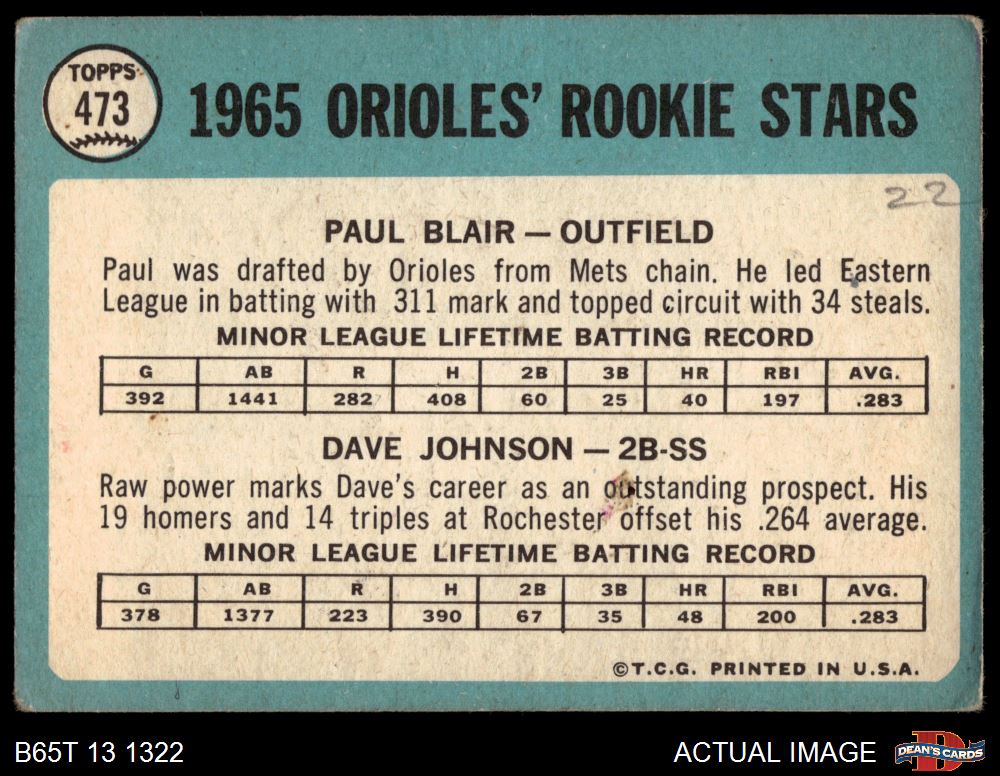 TOPPS
473
1965 ORIOLES' ROOKIE STARS
22
PAUL BLAIR — OUTFIELD
Paul was drafted by Orioles from Mets chain. He led Eastern
League in batting with 311 mark and topped circuit with 34 steals.
MINOR LEAGUE LIFETIME BATTING RECORD
G AB R H 2B 3B HR RBI AVG.
392 1441 282 408 60 25 40 197 .283
DAVE JOHNSON — 2B-SS
Raw power marks Dave's career as an outstanding prospect. His
19 homers and 14 triples at Rochester offset his .264 average.
MINOR LEAGUE LIFETIME BATTING RECORD
G AB R H 2B 3B HR RBI AVG.
378 1377 223 390 67 35 48 200 .283
©T.C.G. PRINTED IN U.S.A.
B65T 13 1322
ACTUAL IMAGE
DEAN'S CARDS